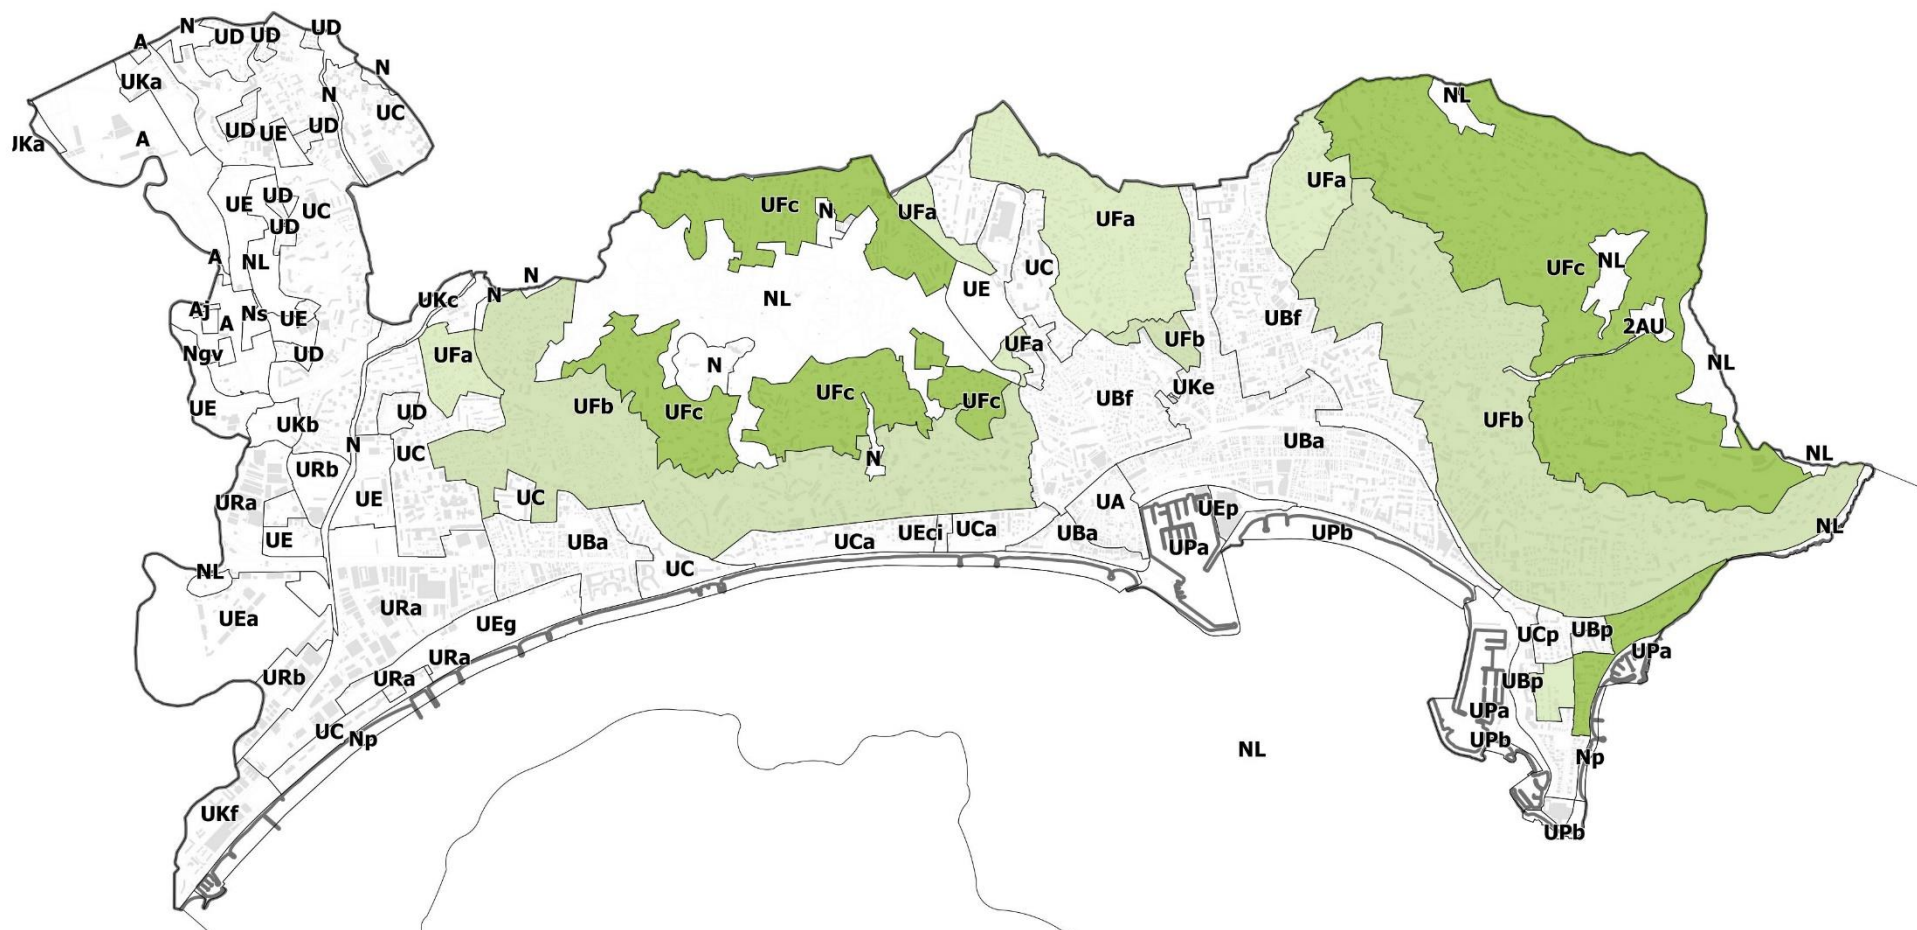 N
UD
UD
UD
A
N
UKa
N
UC
UD
UE
UD
JKa
A
UE
UD
UC
UD
A
NL
Aj
A
Ns
UE
Ngv
UD
UE
UKb
N
URb
URa
UE
UE
NL
UEa
URa
URb
UC
Np
UKf
UKc
N
N
UFa
UD
UC
UFb
UC
UBa
UC
UEg
URa
URa
UFc
N
UFa
NL
UE
UC
UFa
N
UFc
UFc
UFc
N
UFa
UFb
UKe
UBf
UBf
UBa
UA
UEp
UPa
UPb
UCa
UEci
UCa
UBa
NL
UFa
UFc
NL
2AU
NL
UFb
NL
NL
UCp
UBp
UPa
UBp
UPa
UPb
Np
UPb
NL